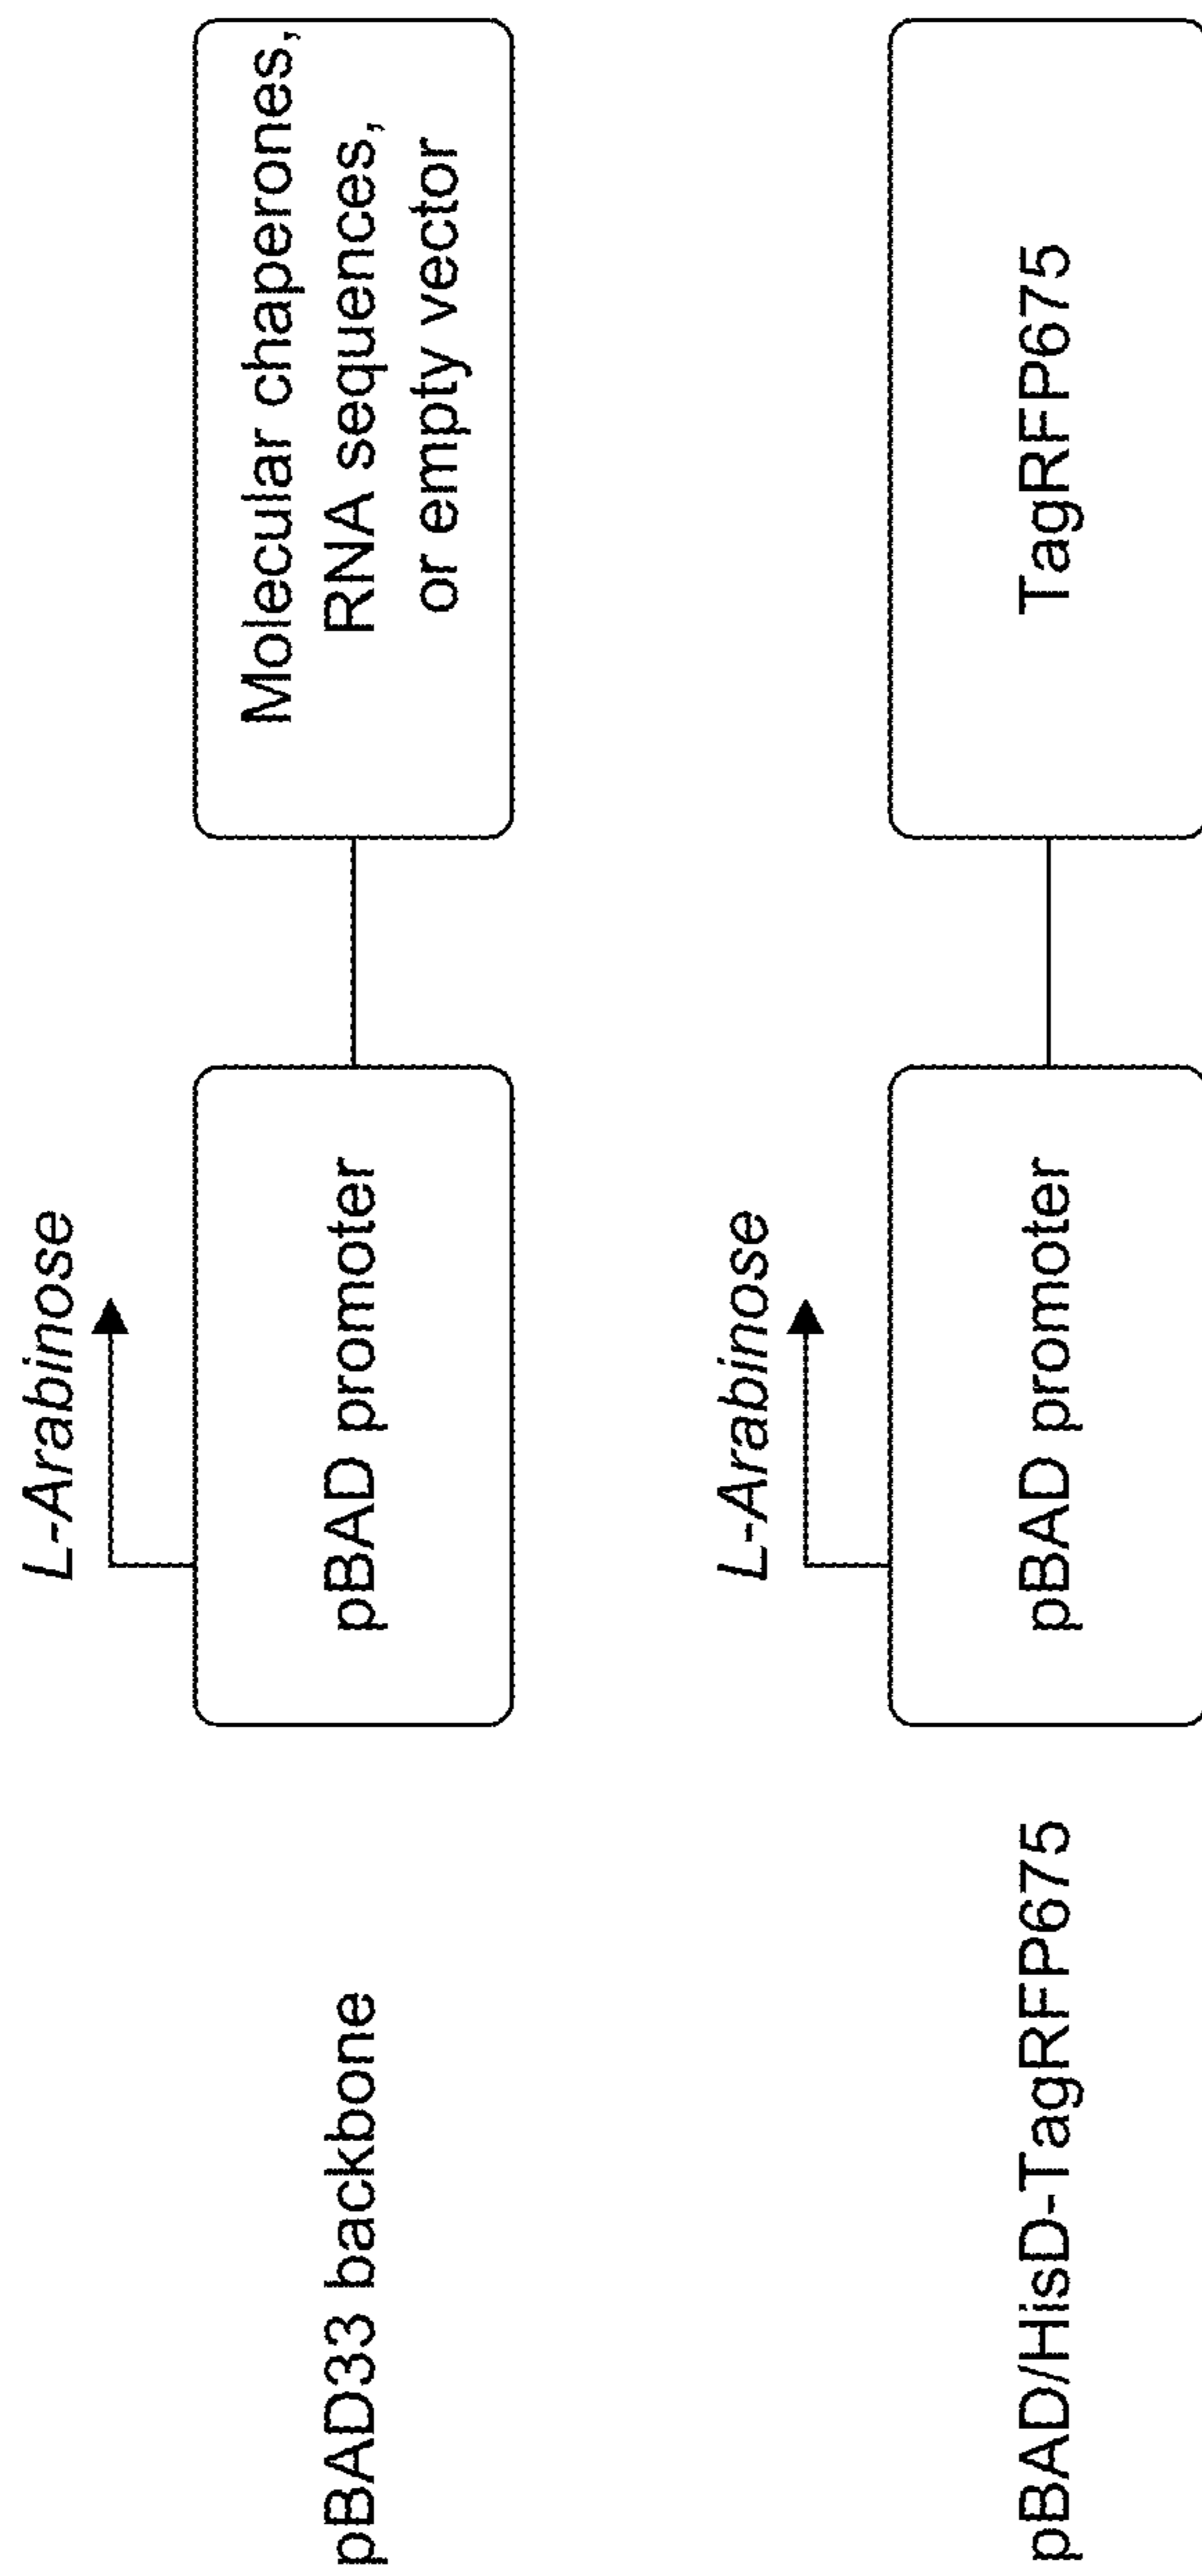 pBAD33 backbone
L-Arabinose
pBAD promoter
Molecular chaperones,
RNA sequences,
or empty vector
pBAD/HisD-TagRFP675
L-Arabinose
pBAD promoter
TagRFP675